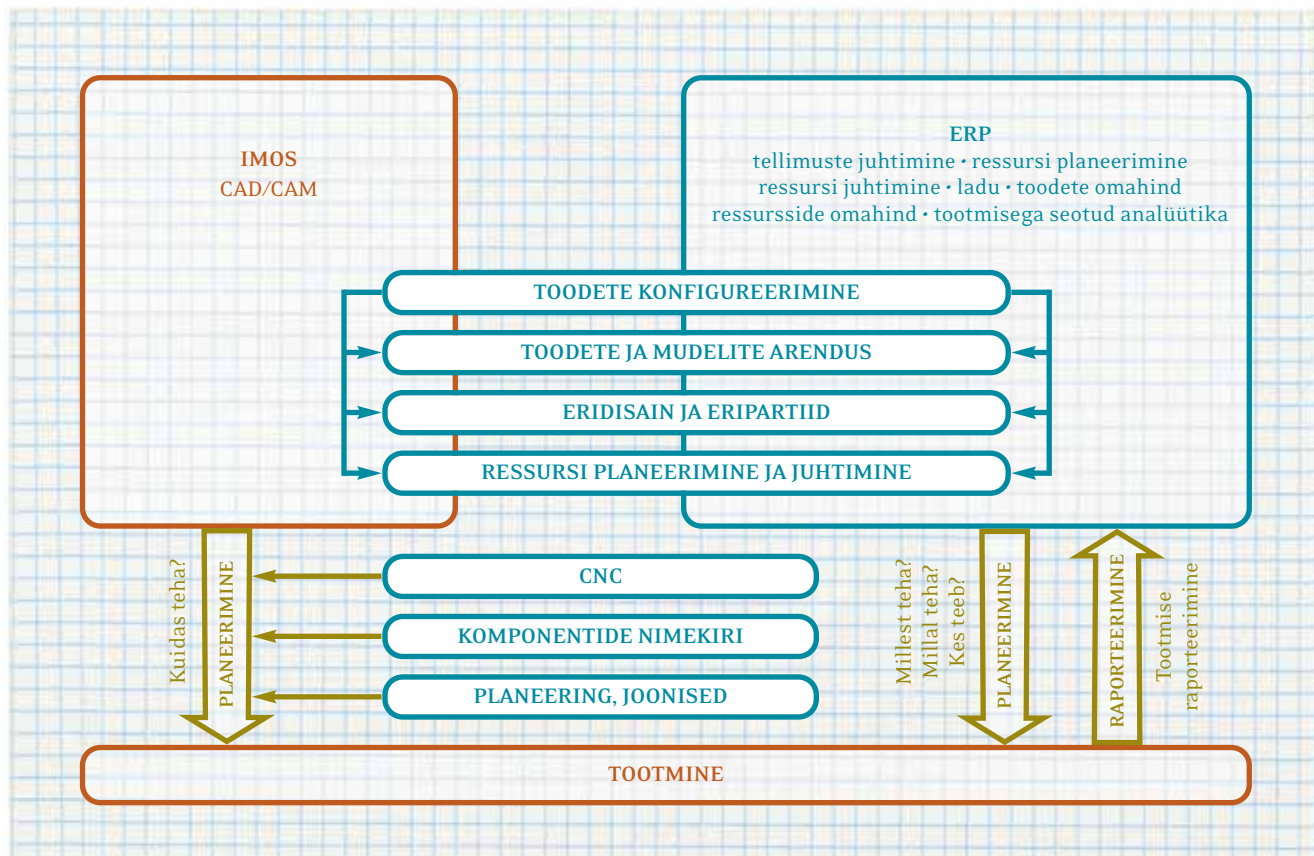 IMOS
CAD/CAM
ERP
tellimuste juhtimine • ressursi planeerimine
ressursi juhtimine • ladu • toodete omahind
ressursside omahind • tootmisega seotud analüütika
TOODETE KONFIGUREERIMINE
TOODETE JA MUDELITE ARENDUS
ERIDISAIN JA ERIPARTIID
RESSURSI PLANEERIMINE JA JUHTIMINE
Kuidas teha?
PLANEERIMINE
CNC
KOMPONENTIDE NIMEKIRI
PLANEERING, JOONISED
Millest teha?
Millal teha?
Kes teeb?
PLANEERIMINE
RAPORTEERIMINE
Tootmise
raporteerimine
TOOTMINE